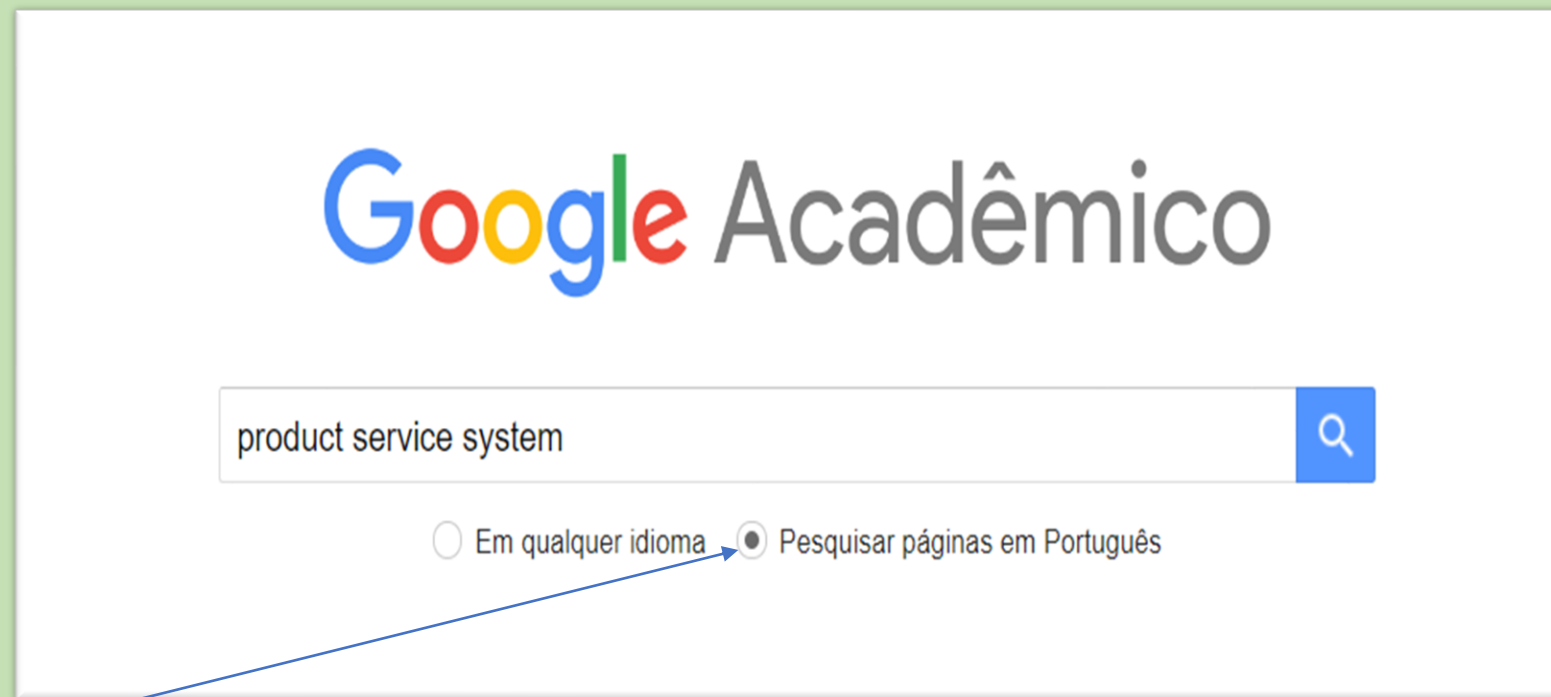 Google Acadêmico
product service system
Em qualquer idioma Pesquisar páginas em Português